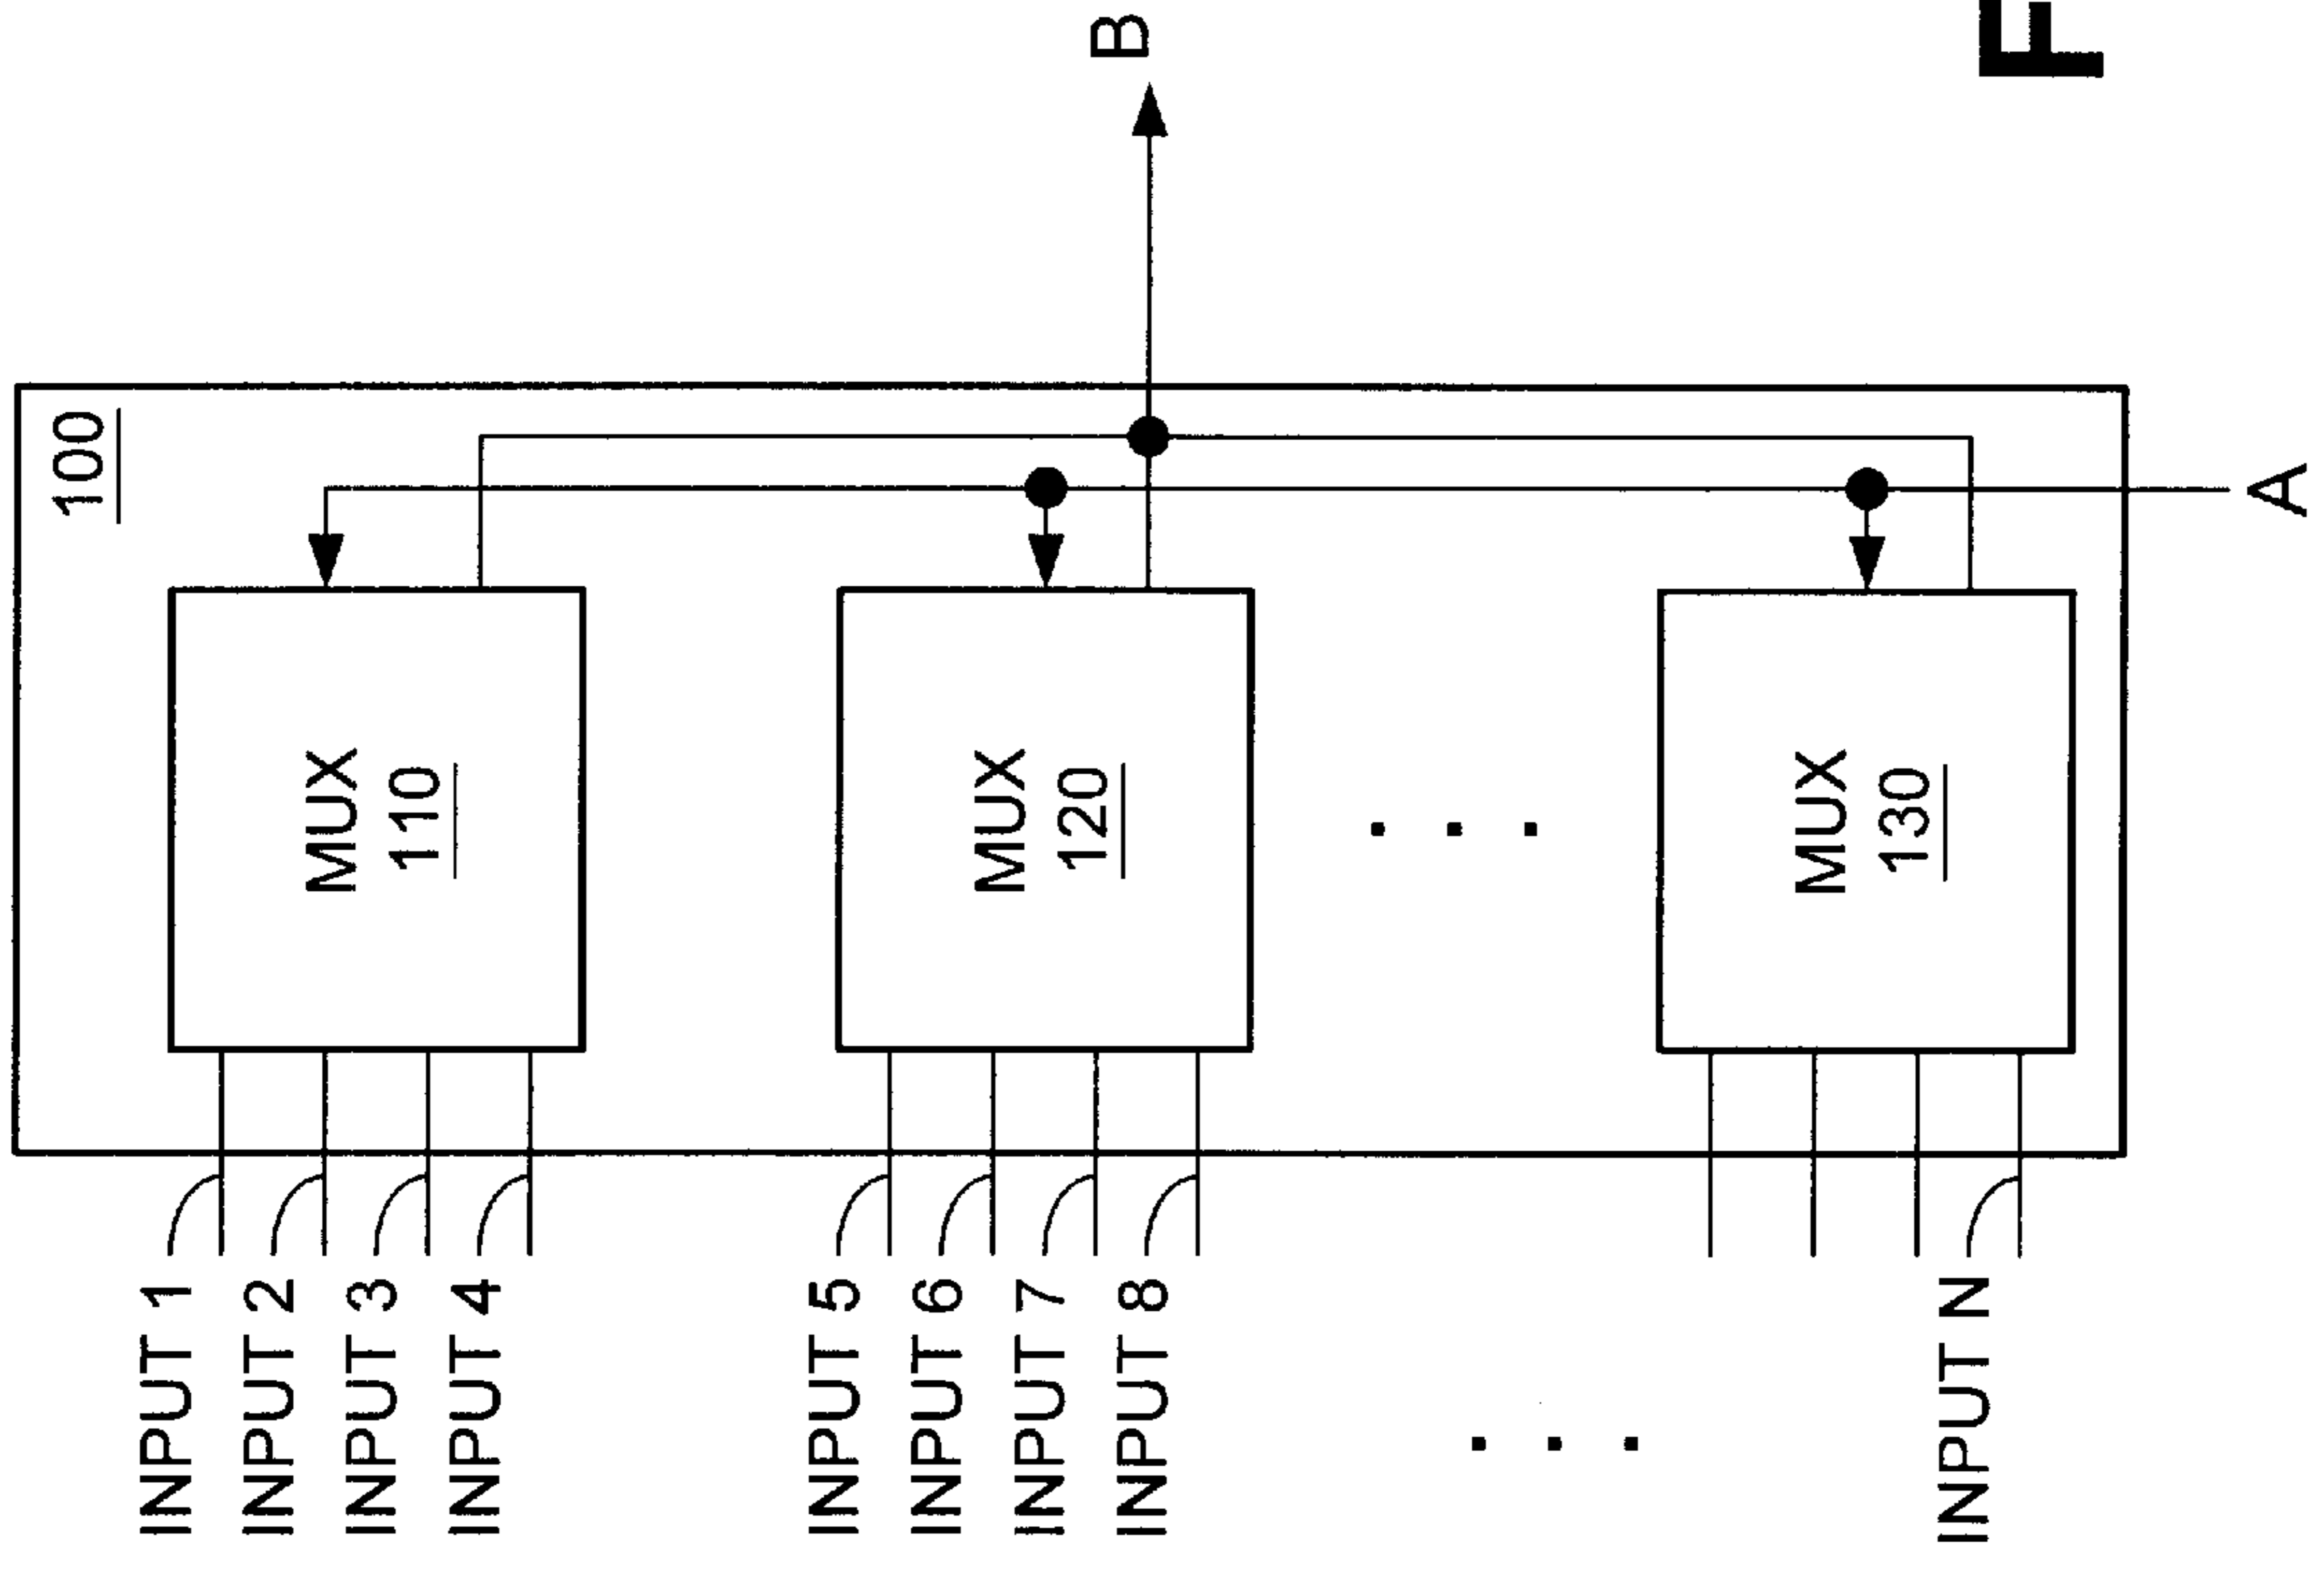 100
INPUT 1
INPUT 2
INPUT 3
INPUT 4
MUX
110
INPUT 5
INPUT 6
INPUT 7
INPUT 8
MUX
120
. . .
. . .
INPUT N
MUX
130
A
B
F